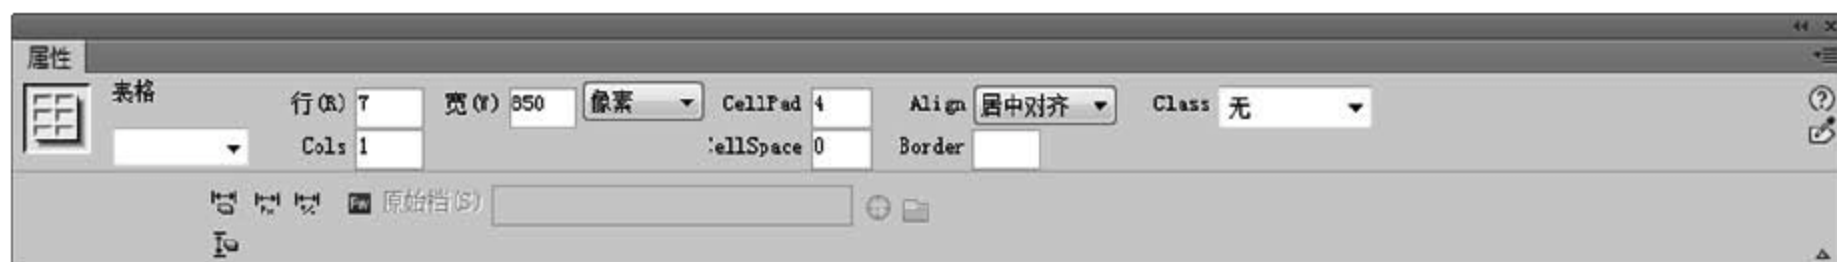 属性
表格 行(R) 7 宽(W) 850 像素 CellPad 4 Align 居中对齐 Class 无
Cols 1 CellSpace 0 Border
Fw 原始档(S)